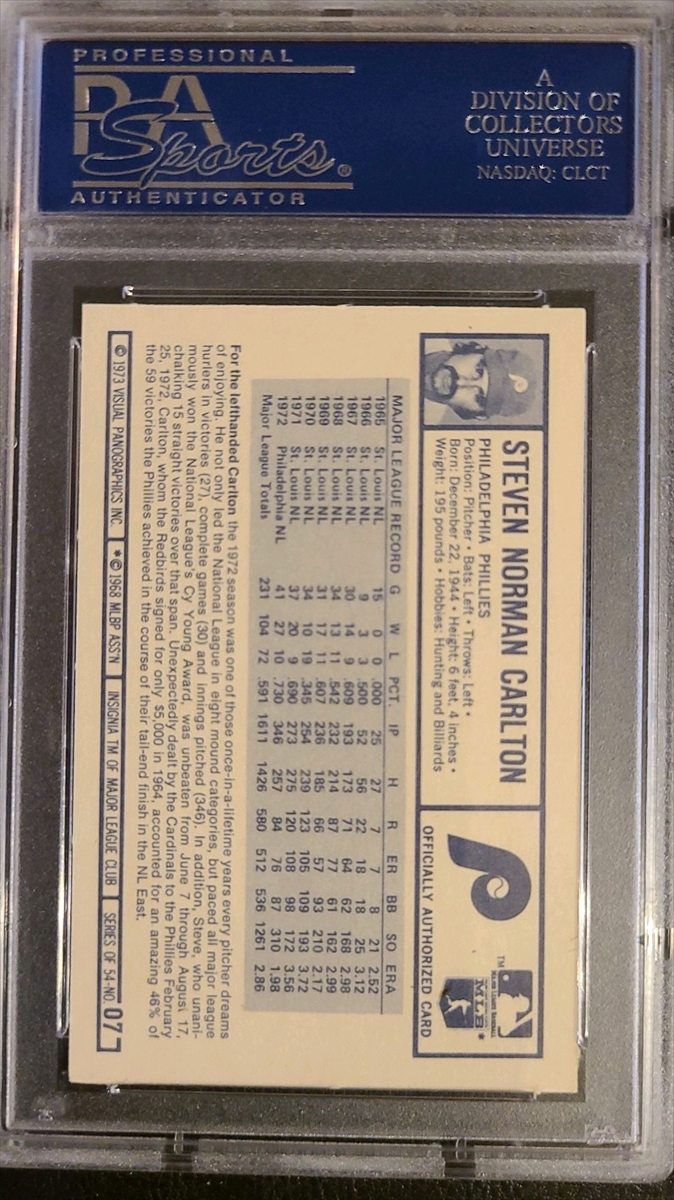 PROFESSIONAL
PSA
Sports®
AUTHENTICATOR
A
DIVISION OF
COLLECTORS
UNIVERSE
NASDAQ: CLCT
STEVEN NORMAN CARLTON
PHILADELPHIA PHILLIES
Position: Pitcher • Bats: Left • Throws: Left •
Born: December 22, 1944 • Height: 6 feet, 4 inches •
Weight: 195 pounds • Hobbies: Hunting and Billiards
P
P
TM
MAJOR LEAGUE BASEBALL
MLB *
OFFICIALLY AUTHORIZED CARD
MAJOR LEAGUE RECORD G W L PCT. IP H R ER BB SO ERA
1965 St. Louis NL 15 0 0 .000 25 27 7 7 8 21 2.52
1966 St. Louis NL 9 3 3 .500 52 56 22 18 18 25 3.12
1967 St. Louis NL 30 14 9 .609 193 173 71 64 62 168 2.98
1968 St. Louis NL 34 13 11 .542 232 214 87 77 61 162 2.99
1969 St. Louis NL 31 17 11 .607 236 185 66 57 93 210 2.17
1970 St. Louis NL 34 10 19 .345 254 239 123 105 109 193 3.72
1971 St. Louis NL 37 20 9 .690 273 275 120 108 98 172 3.56
1972 Philadelphia NL 41 27 10 .730 346 257 84 76 87 310 1.98
Major League Totals 231 104 72 .591 1611 1426 580 512 536 1261 2.86
For the lefthanded Carlton the 1972 season was one of those once-in-a-lifetime years every pitcher dreams
of enjoying. He not only led the National League in eight mound categories, but paced all major league
hurlers in victories (27), complete games (30) and innings pitched (346). In addition, Steve, who unani-
mously won the National League's Cy Young Award, was unbeaten from June 7 through August 17,
chalking 15 straight victories over that span. Unexpectedly dealt by the Cardinals to the Phillies February
25, 1972, Carlton, whom the Redbirds signed for only $5,000 in 1964, accounted for an amazing 46% of
the 59 victories the Phillies achieved in the course of their tail-end finish in the NL East.
© 1973 VISUAL PANOGRAPHICS INC. * © 1968 MLBP ASS'N INSIGNIA TM OF MAJOR LEAGUE CLUB SERIES OF 54-NO. 07